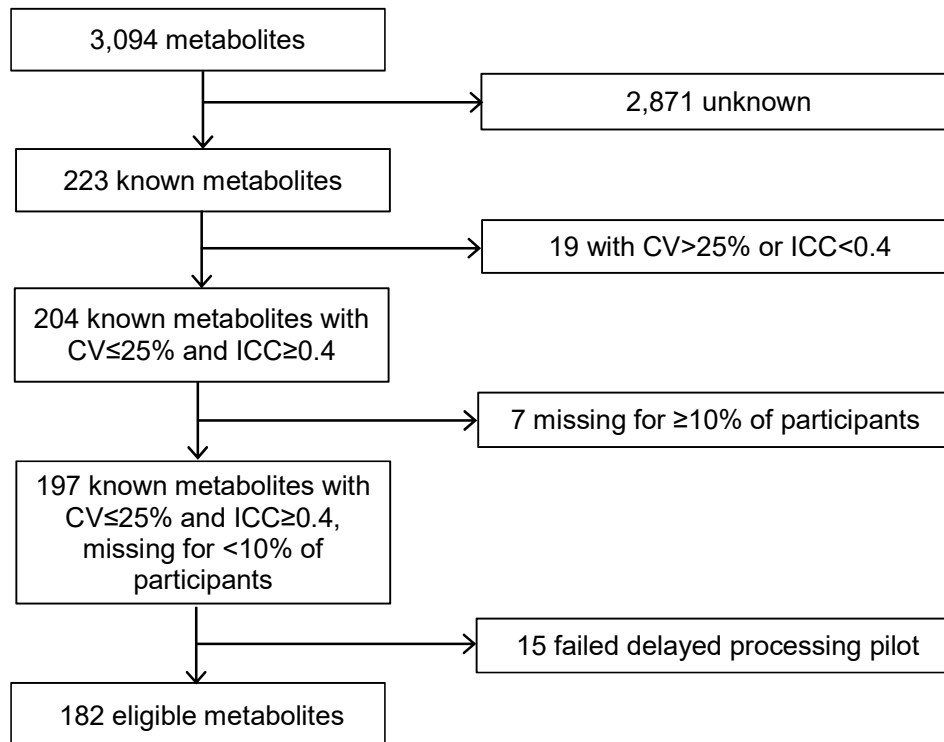 3,094 metabolites
2,871 unknown
223 known metabolites
19 with CV>25% or ICC<0.4
204 known metabolites with
CV≤25% and ICC≥0.4
7 missing for ≥10% of participants
197 known metabolites with
CV≤25% and ICC≥0.4,
missing for <10% of
participants
15 failed delayed processing pilot
182 eligible metabolites